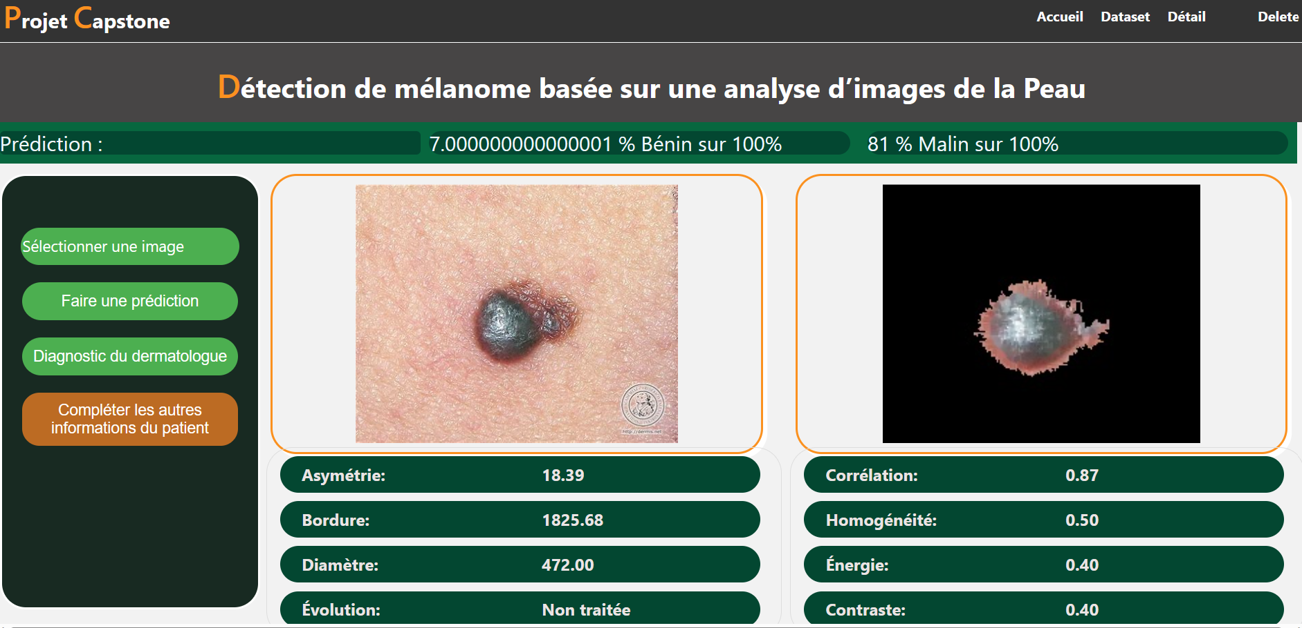 Projet Capstone
Accueil Dataset Détail Delete
Détection de mélanome basée sur une analyse d’images de la Peau
Prédiction : 7.000000000000001 % Bénin sur 100% 81 % Malin sur 100%
Sélectionner une image
Faire une prédiction
Diagnostic du dermatologue
Compléter les autres
informations du patient
Asymétrie: 18.39
Bordure: 1825.68
Diamètre: 472.00
Évolution: Non traitée
Corrélation: 0.87
Homogénéité: 0.50
Énergie: 0.40
Contraste: 0.40